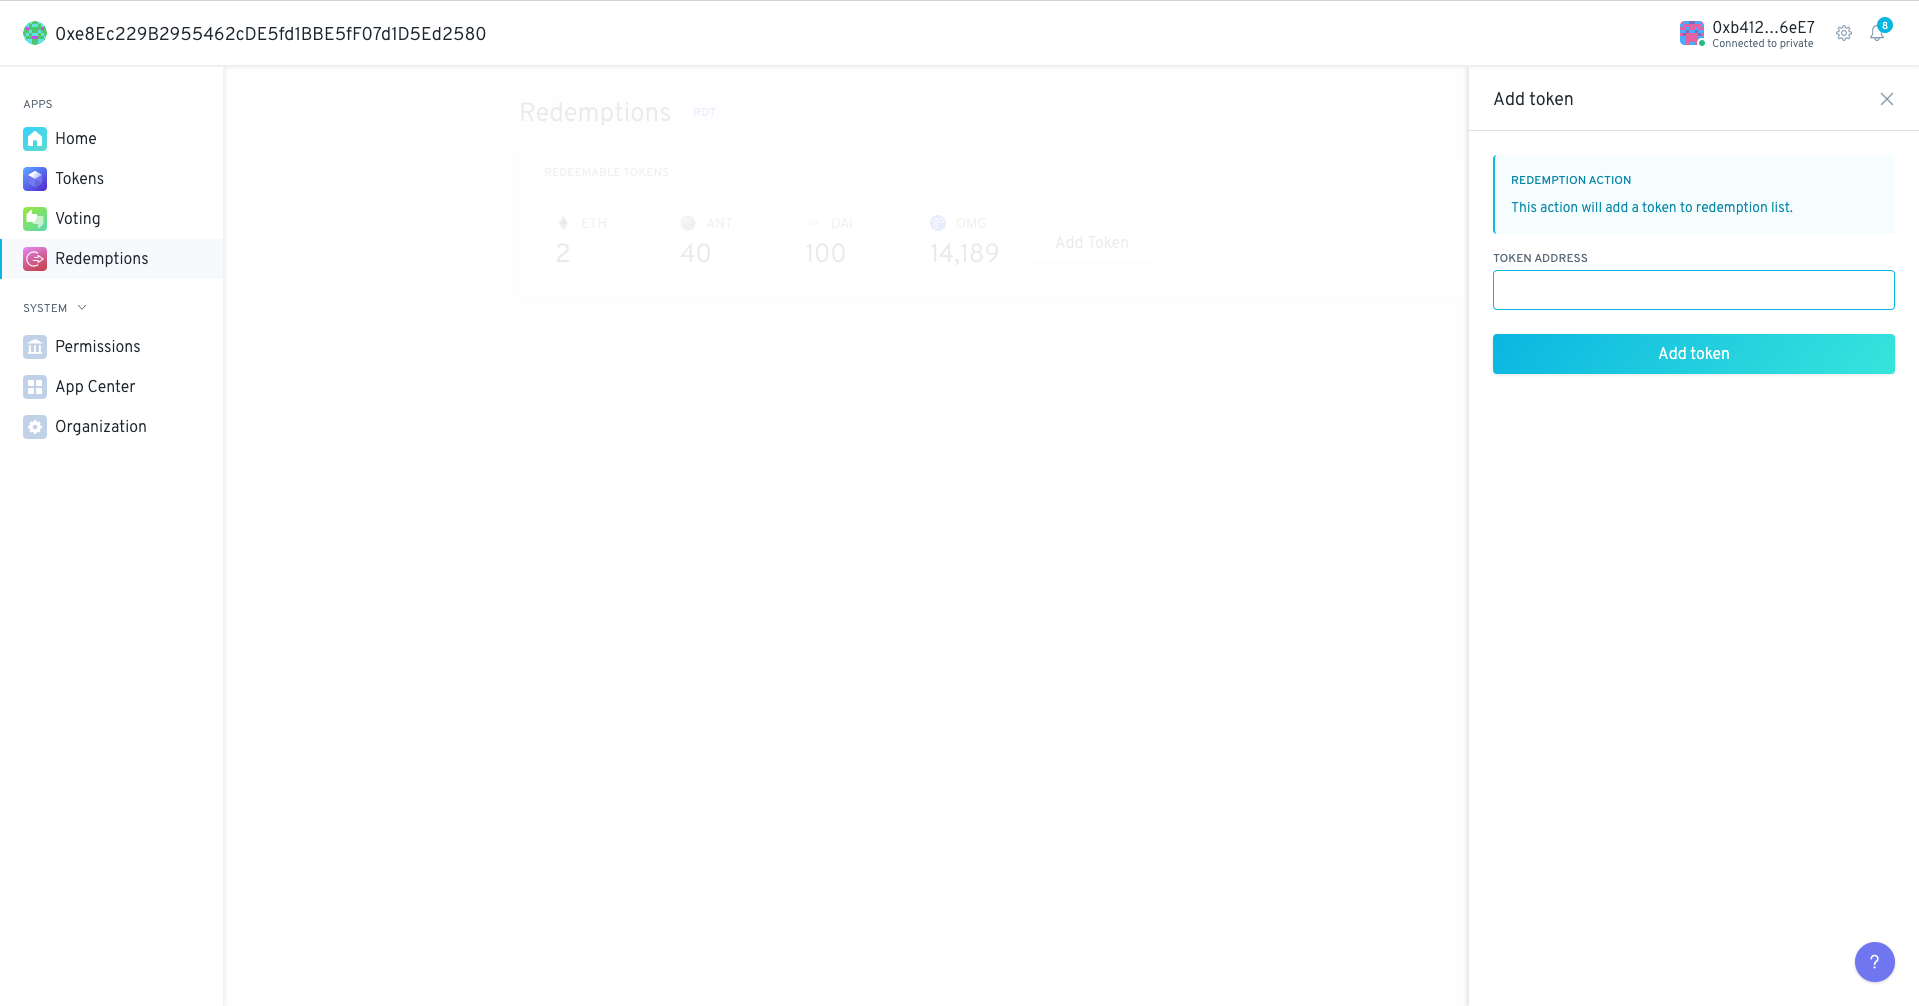 0xe8Ec229B2955462cDE5fd1BBE5fF07d1D5Ed2580
0xb412...6eE7
Connected to private
8
APPS
Home
Tokens
Voting
Redemptions
SYSTEM
Permissions
App Center
Organization
Redemptions RDT
REDEEMABLE TOKENS
ETH ANT DAI OMG
2 40 100 14,189
Add Token
Add token
REDEMPTION ACTION
This action will add a token to redemption list.
TOKEN ADDRESS
Add token
?